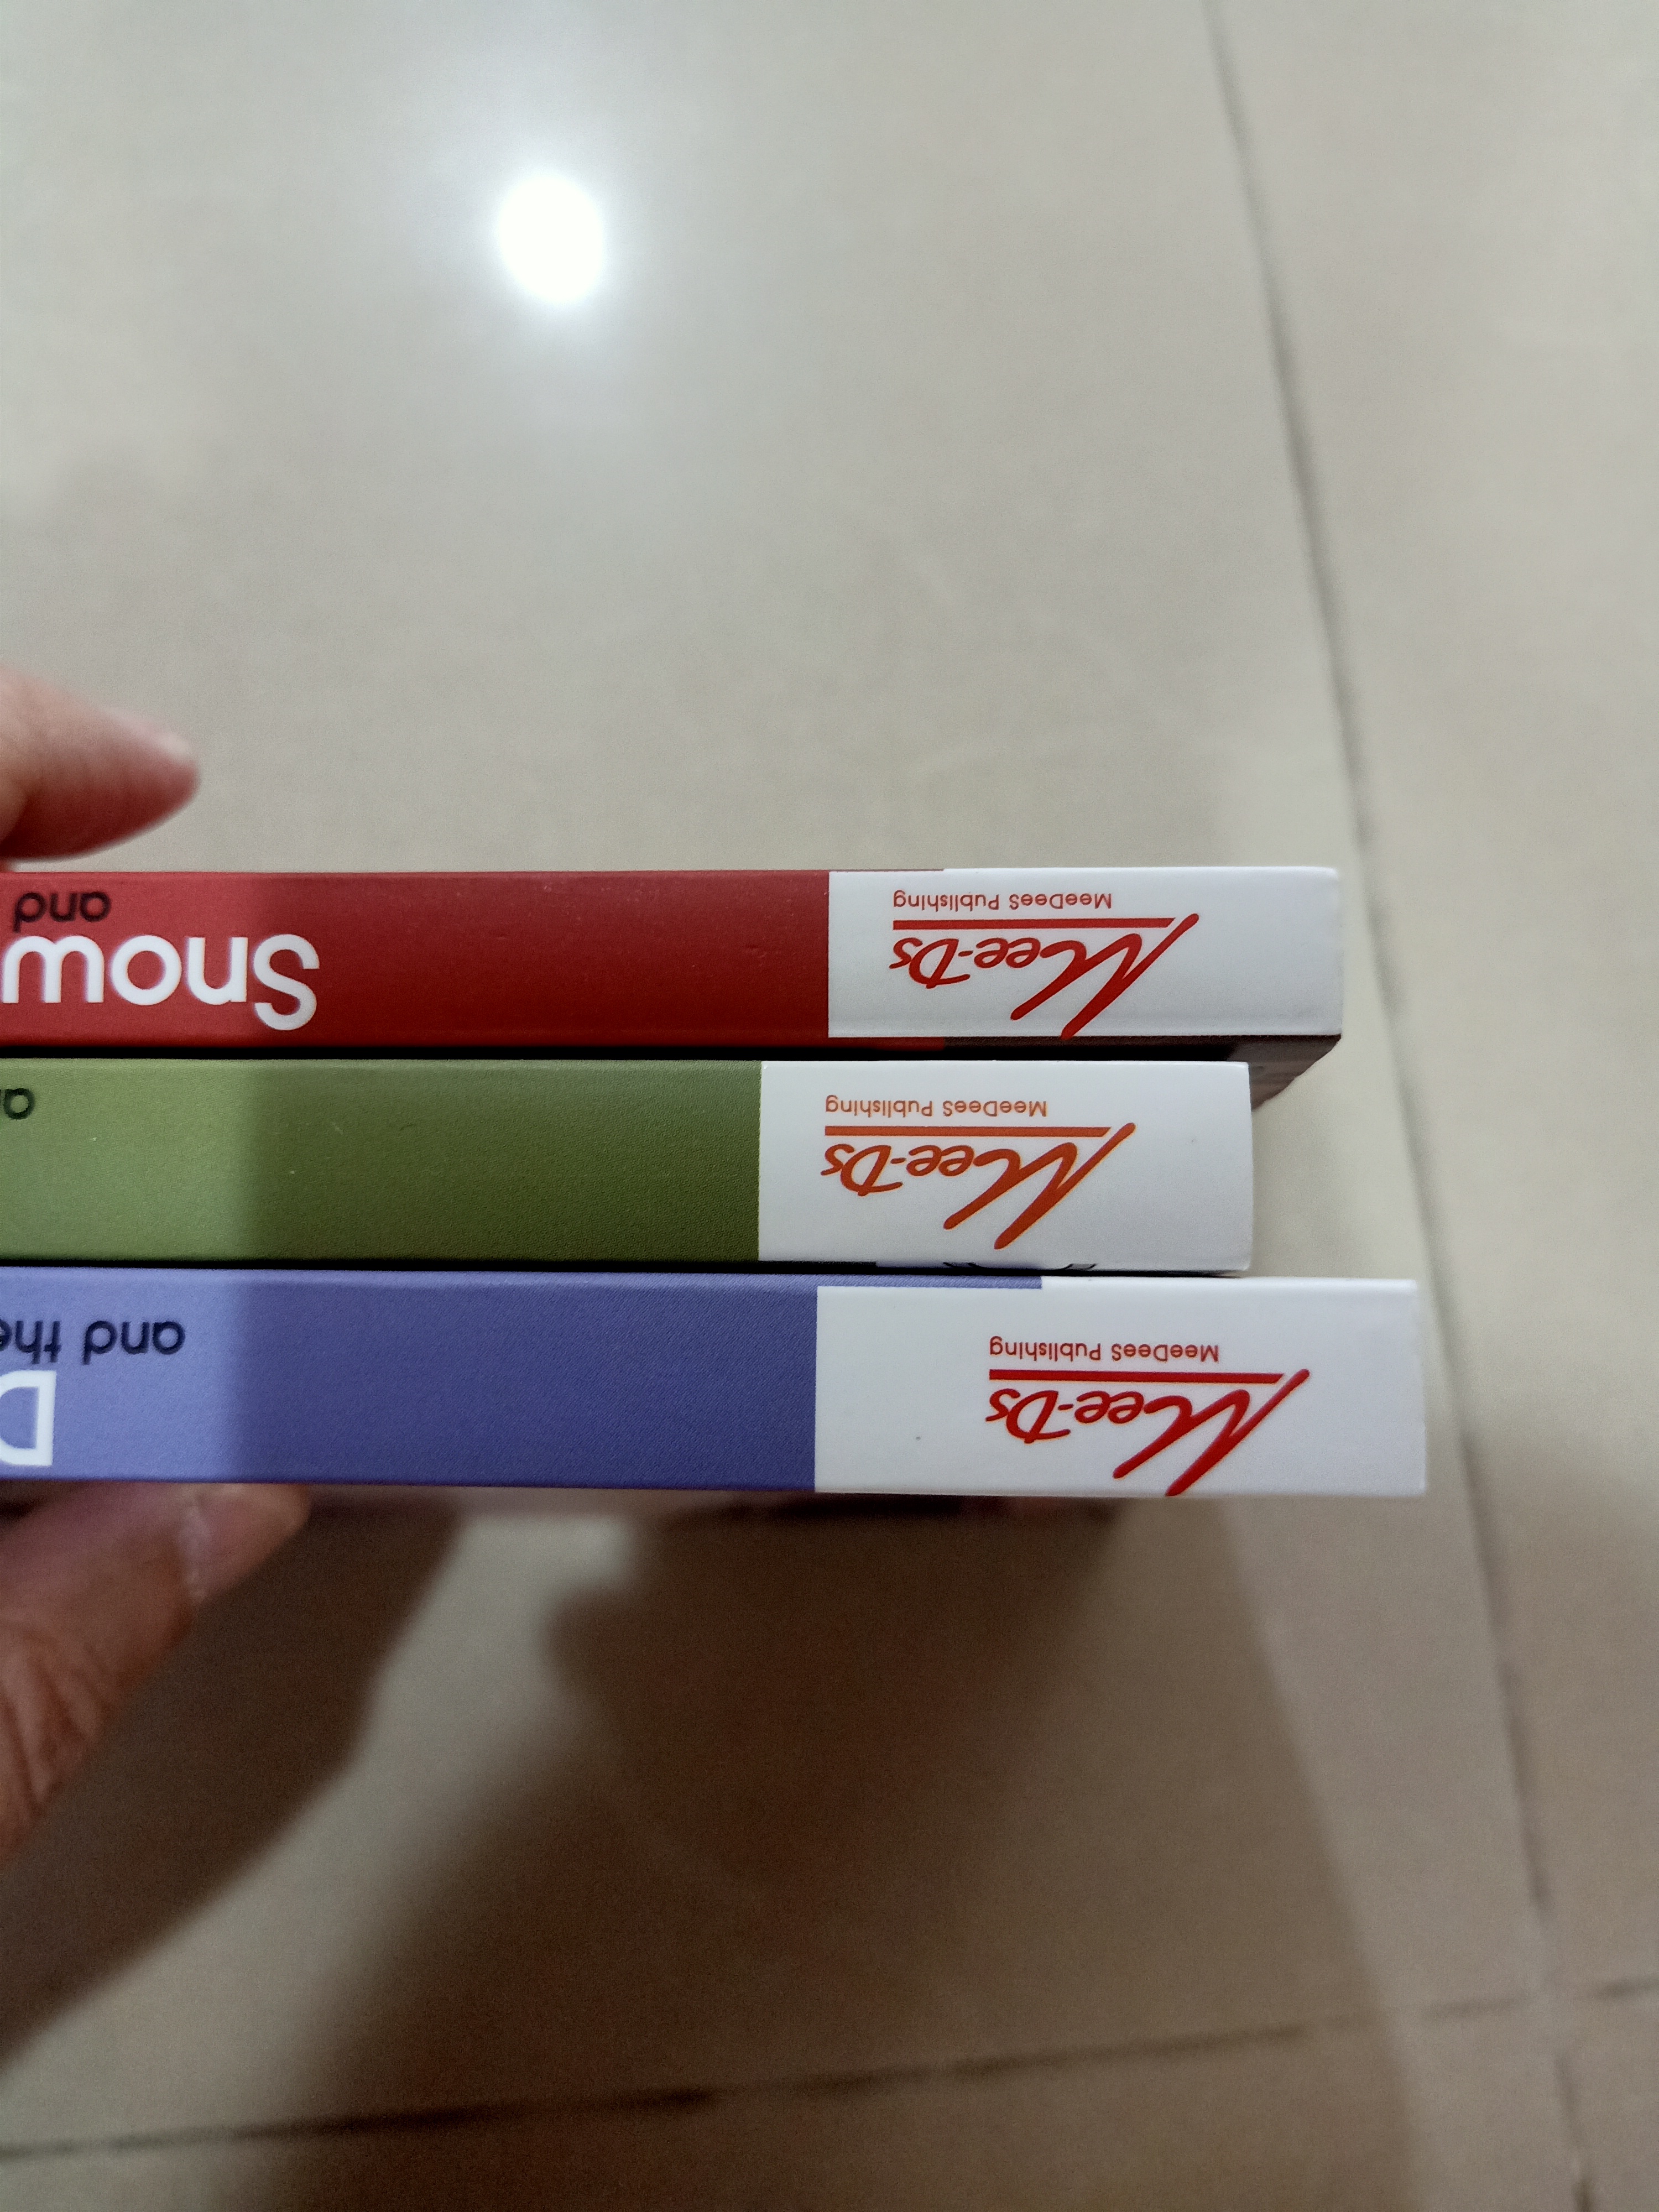 Snow
and
Mee-Ds
MeeDeeS Publishing
Mee-Ds
MeeDeeS Publishing
D
and the
Mee-Ds
MeeDeeS Publishing